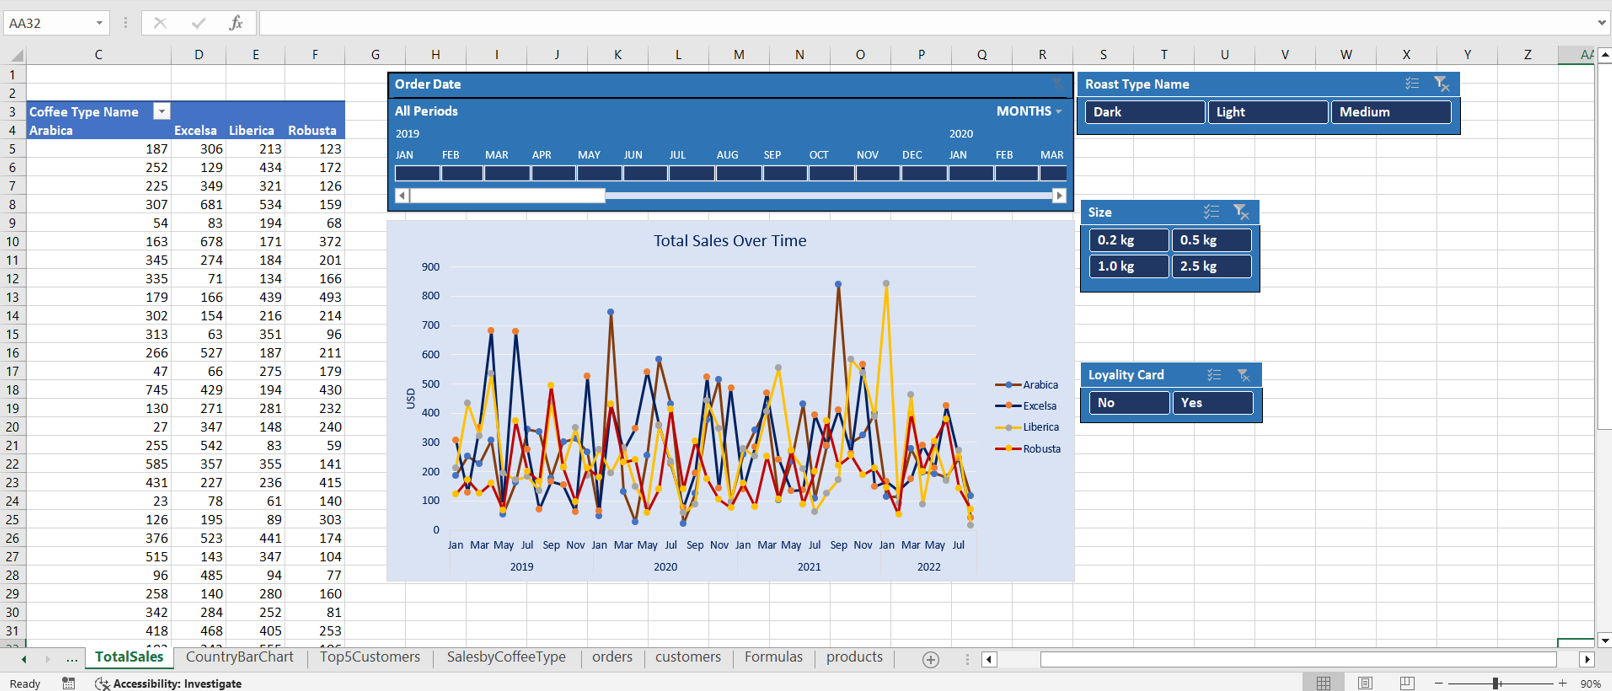 AA32
fx
C D E F G H I J K L M N O P Q R S T U V W X Y Z AA
1
2
3 Coffee Type Name
4 Arabica Excelsa Liberica Robusta
5 187 306 213 123
6 252 129 434 172
7 225 349 321 126
8 307 681 534 159
9 54 83 194 68
10 163 678 171 372
11 345 274 184 201
12 335 71 134 166
13 179 166 439 493
14 302 154 216 214
15 313 63 351 96
16 266 527 187 211
17 47 66 275 179
18 745 429 194 430
19 130 271 281 232
20 27 347 148 240
21 255 542 83 59
22 585 357 355 141
23 431 227 236 415
24 23 78 61 140
25 126 195 89 303
26 376 523 441 174
27 515 143 347 104
28 96 485 94 77
29 258 140 280 160
30 342 284 252 81
31 418 468 405 253
Order Date
All Periods MONTHS
2019 2020
JAN FEB MAR APR MAY JUN JUL AUG SEP OCT NOV DEC JAN FEB MAR
Roast Type Name
Dark Light Medium
Size
0.2 kg 0.5 kg
1.0 kg 2.5 kg
Loyality Card
No Yes
Total Sales Over Time
900
800
700
600
500
400
300
200
100
0
USD
Jan Mar May Jul Sep Nov Jan Mar May Jul Sep Nov Jan Mar May Jul Sep Nov Jan Mar May Jul
2019 2020 2021 2022
Arabica
Excelsa
Liberica
Robusta
... TotalSales CountryBarChart Top5Customers SalesbyCoffeeType orders customers Formulas products
Ready Accessibility: Investigate 90%